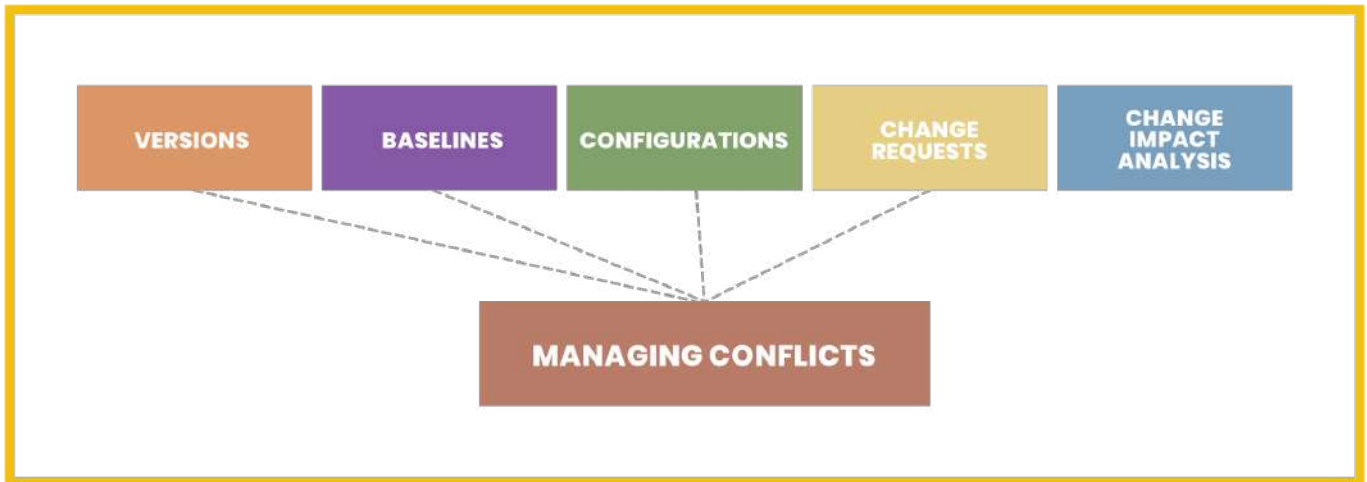 VERSIONS
BASELINES
CONFIGURATIONS
CHANGE
REQUESTS
CHANGE
IMPACT
ANALYSIS
MANAGING CONFLICTS